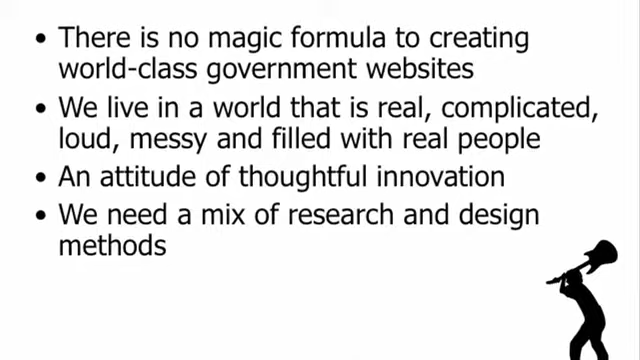 • There is no magic formula to creating
world-class government websites
• We live in a world that is real, complicated,
loud, messy and filled with real people
• An attitude of thoughtful innovation
• We need a mix of research and design
methods